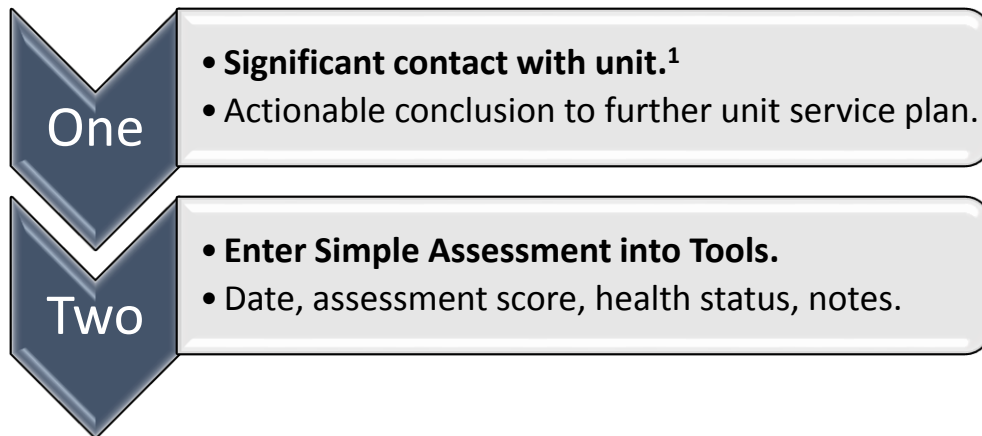 One
• Significant contact with unit.¹
• Actionable conclusion to further unit service plan.
Two
• Enter Simple Assessment into Tools.
• Date, assessment score, health status, notes.